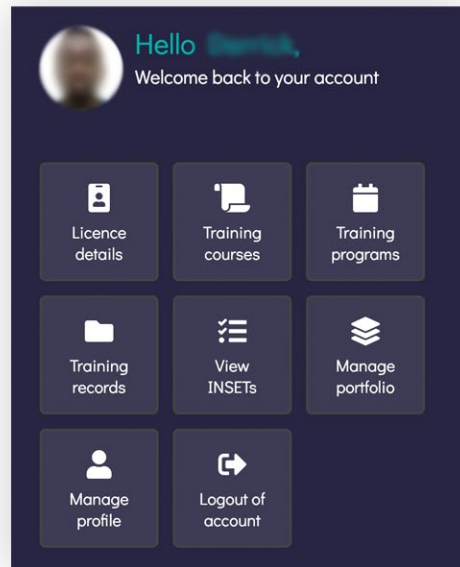 Hello
Welcome back to your account
Licence
details
Training
courses
Training
programs
Training
records
View
INSETs
Manage
portfolio
Manage
profile
Logout of
account